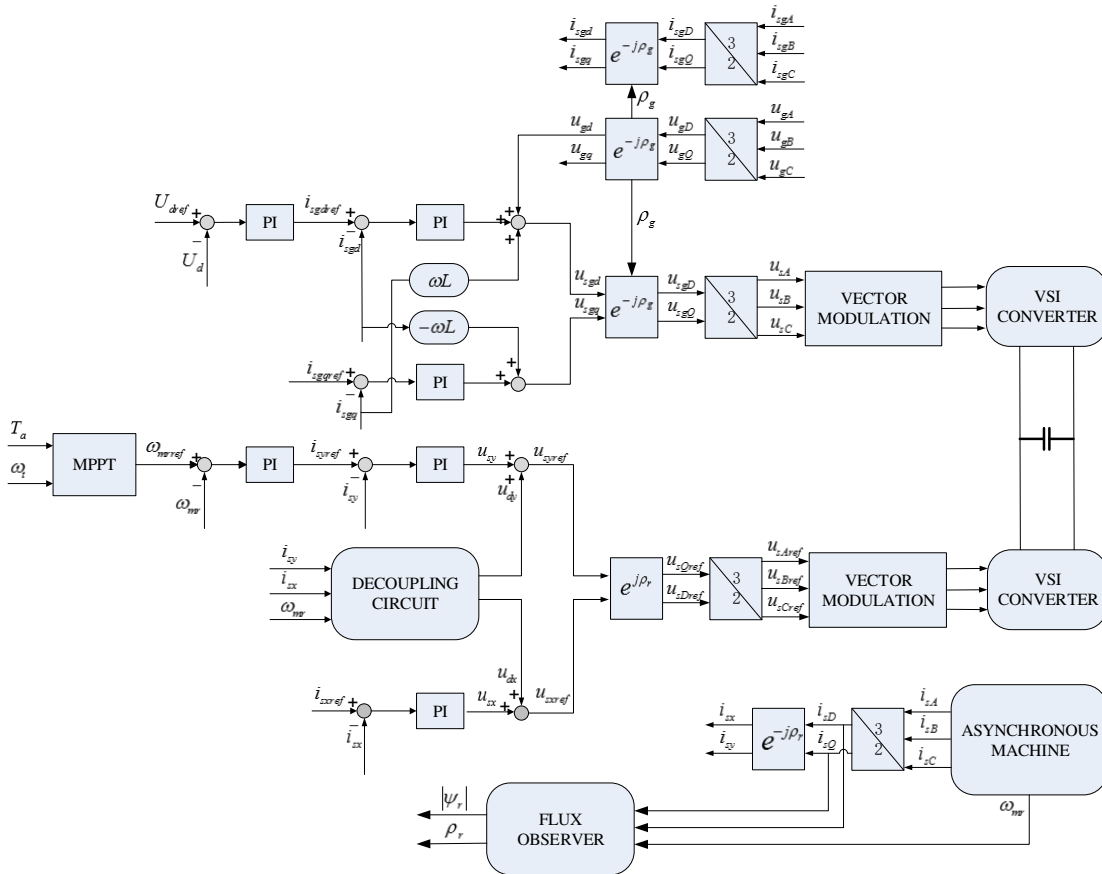 i_sgd
i_sgq
e^{-jρ_g}
i_sgD
i_sgQ
3
2
i_sgA
i_sgB
i_sgC
ρ_g
u_gd
u_gq
e^{-jρ_g}
u_gD
u_gQ
3
2
u_gA
u_gB
u_gC
ρ_g
U_dref
+
−
U_d
PI
i_sgdref
+
−
i_sgd
PI
+
+
+
ωL
−ωL
i_sgqref
+
−
i_sgq
PI
+
+
u_sgd
u_sgq
e^{-jρ_g}
u_sgD
u_sgQ
3
2
u_sA
u_sB
u_sC
VECTOR
MODULATION
VSI
CONVERTER
T_a
ω_l
MPPT
ω_mrref
+
−
ω_mr
PI
i_syref
+
−
i_sy
PI
u_sy
+
+
u_dy
u_syref
i_sy
i_sx
ω_mr
DECOUPLING
CIRCUIT
e^{jρ_r}
u_sQref
u_sDref
3
2
u_sAref
u_sBref
u_sCref
VECTOR
MODULATION
VSI
CONVERTER
i_sxref
+
−
i_sx
PI
u_sx
+
+
u_dx
u_sxref
i_sx
i_sy
e^{-jρ_r}
i_sD
i_sQ
3
2
i_sA
i_sB
i_sC
ASYNCHRONOUS
MACHINE
ω_mr
|ψ_r|
ρ_r
FLUX
OBSERVER